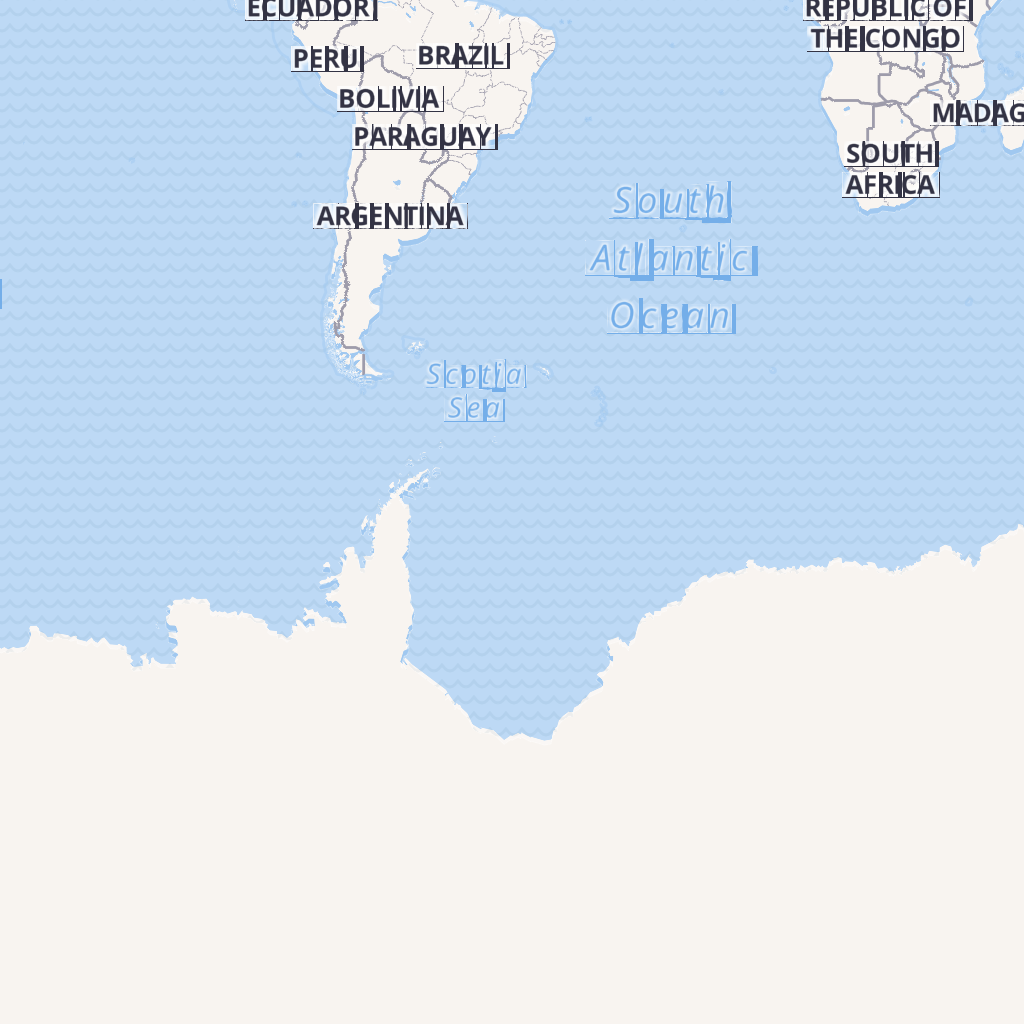 ECUADOR
REPUBLIC OF
THE CONGO
PERU
BRAZIL
BOLIVIA
MADAG
PARAGUAY
SOUTH
AFRICA
ARGENTINA
South
Atlantic
Ocean
Scotia
Sea